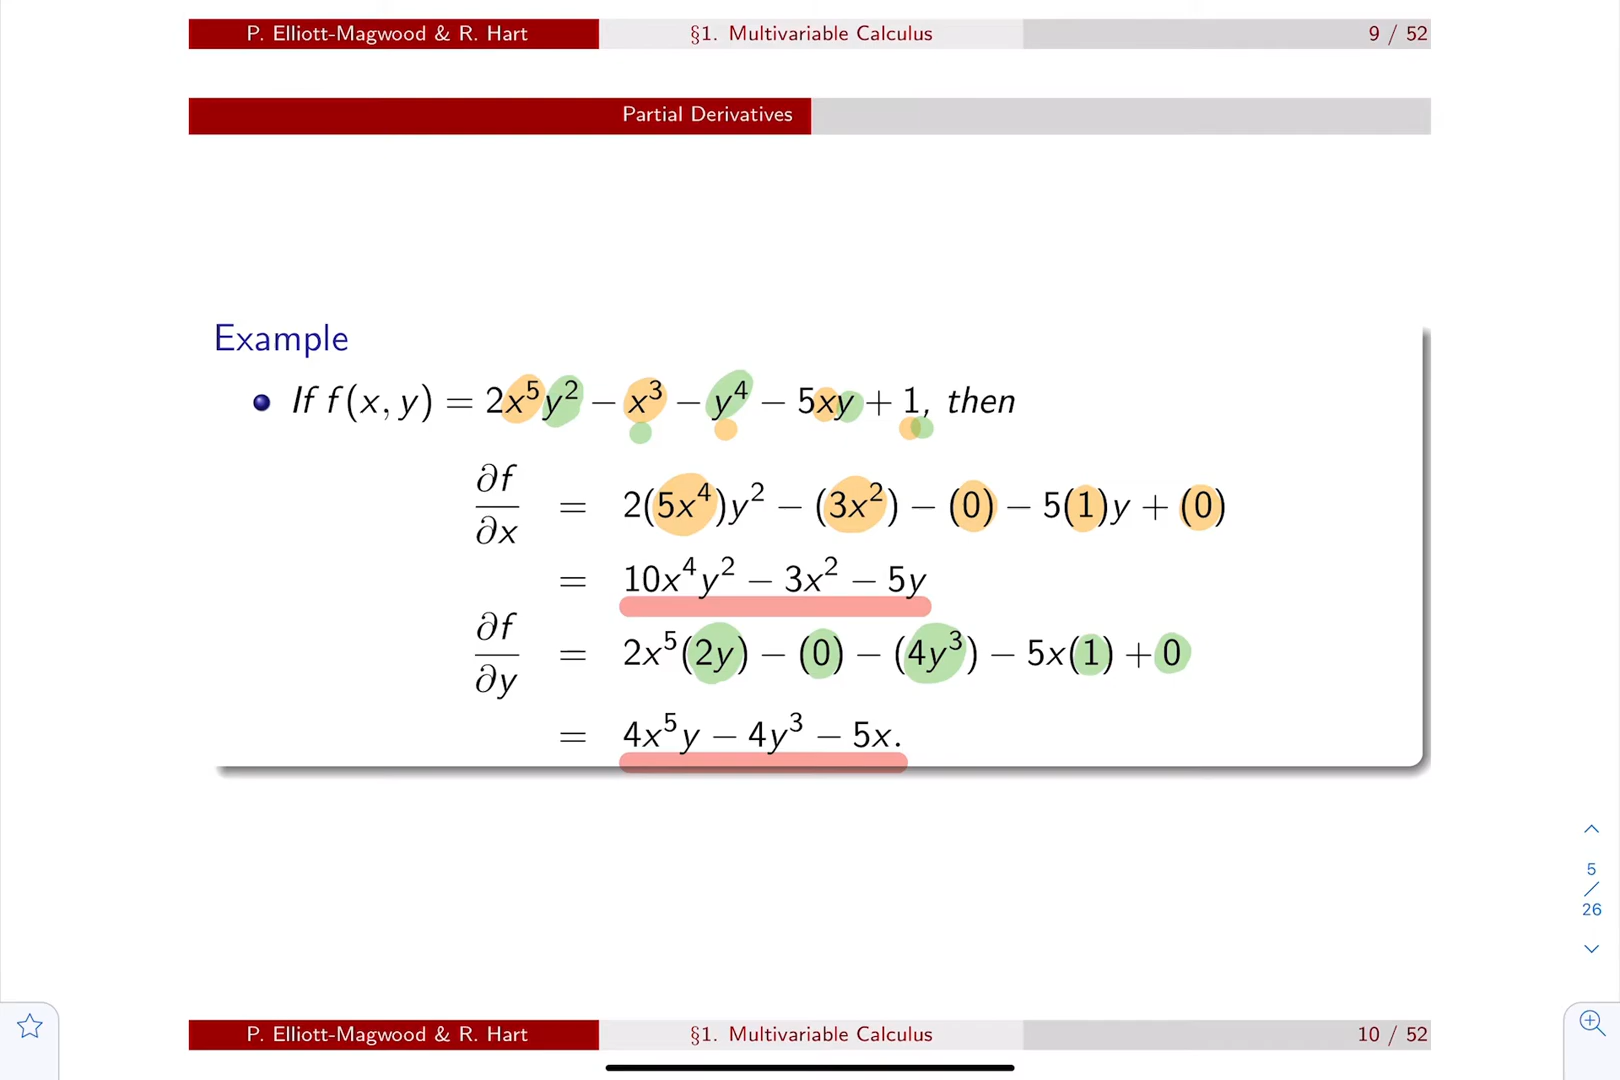 P. Elliott-Magwood & R. Hart §1. Multivariable Calculus 9 / 52
Partial Derivatives
Example
If f(x, y) = 2x⁵y² − x³ − y⁴ − 5xy + 1, then
∂f/∂x = 2(5x⁴)y² − (3x²) − (0) − 5(1)y + (0)
= 10x⁴y² − 3x² − 5y
∂f/∂y = 2x⁵(2y) − (0) − (4y³) − 5x(1) + 0
= 4x⁵y − 4y³ − 5x.
5
/
26
P. Elliott-Magwood & R. Hart §1. Multivariable Calculus 10 / 52